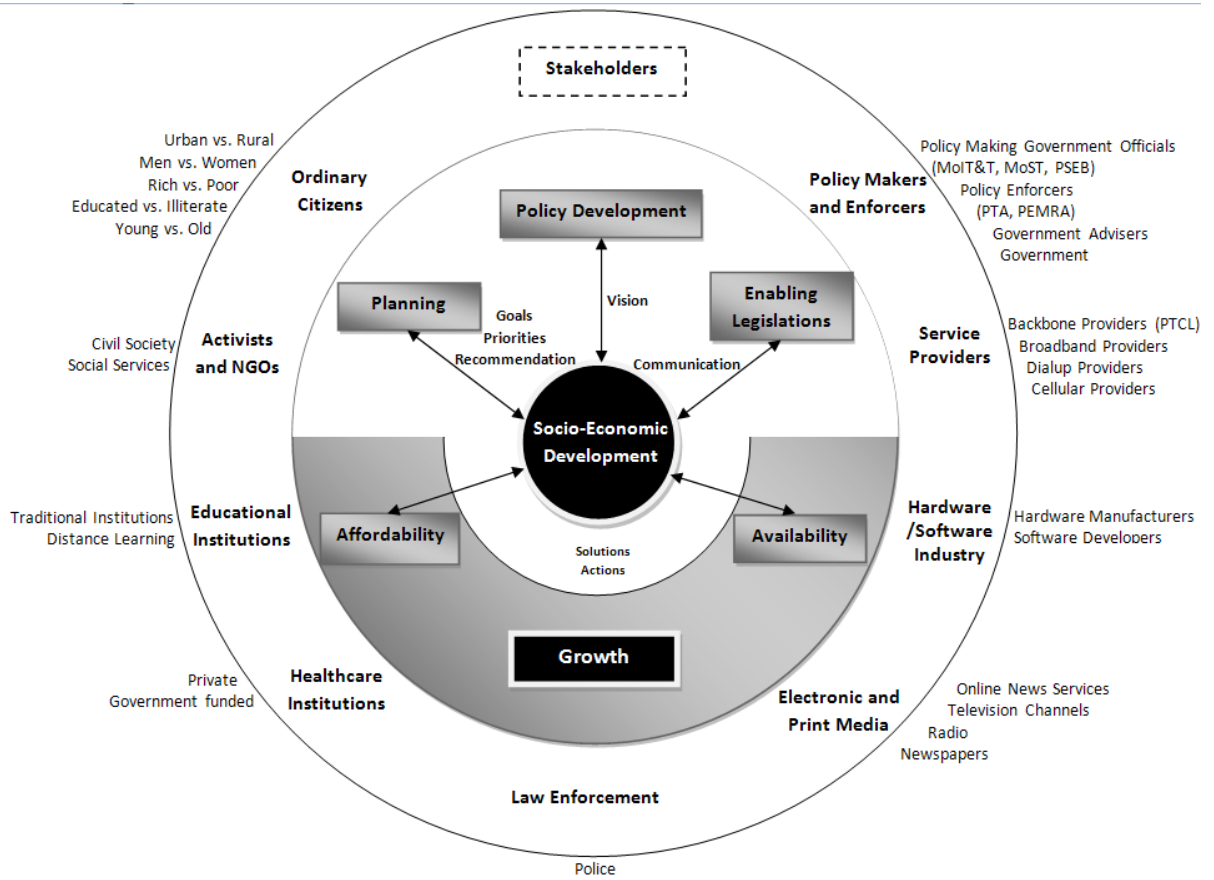 Stakeholders
Urban vs. Rural
Men vs. Women
Rich vs. Poor
Educated vs. Illiterate
Young vs. Old
Ordinary
Citizens
Policy Development
Policy Makers
and Enforcers
Policy Making Government Officials
(MoIT&T, MoST, PSEB)
Policy Enforcers
(PTA, PEMRA)
Government Advisers
Government
Planning
Goals
Priorities
Recommendation
Vision
Enabling
Legislations
Communication
Civil Society
Social Services
Activists
and NGOs
Service
Providers
Backbone Providers (PTCL)
Broadband Providers
Dialup Providers
Cellular Providers
Socio-Economic
Development
Traditional Institutions
Distance Learning
Educational
Institutions
Affordability
Solutions
Actions
Availability
Hardware
/Software
Industry
Hardware Manufacturers
Software Developers
Growth
Private
Government funded
Healthcare
Institutions
Electronic and
Print Media
Online News Services
Television Channels
Radio
Newspapers
Law Enforcement
Police